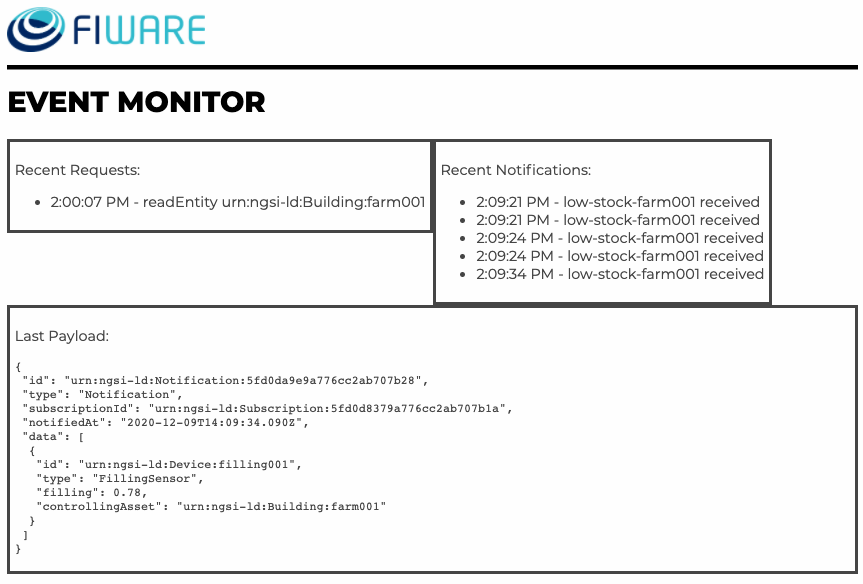 FIWARE
EVENT MONITOR
Recent Requests:
• 2:00:07 PM - readEntity urn:ngsi-ld:Building:farm001
Recent Notifications:
• 2:09:21 PM - low-stock-farm001 received
• 2:09:21 PM - low-stock-farm001 received
• 2:09:24 PM - low-stock-farm001 received
• 2:09:24 PM - low-stock-farm001 received
• 2:09:34 PM - low-stock-farm001 received
Last Payload:
{
"id": "urn:ngsi-ld:Notification:5fd0da9e9a776cc2ab707b28",
"type": "Notification",
"subscriptionId": "urn:ngsi-ld:Subscription:5fd0d8379a776cc2ab707b1a",
"notifiedAt": "2020-12-09T14:09:34.090Z",
"data": [
{
"id": "urn:ngsi-ld:Device:filling001",
"type": "FillingSensor",
"filling": 0.78,
"controllingAsset": "urn:ngsi-ld:Building:farm001"
}
]
}